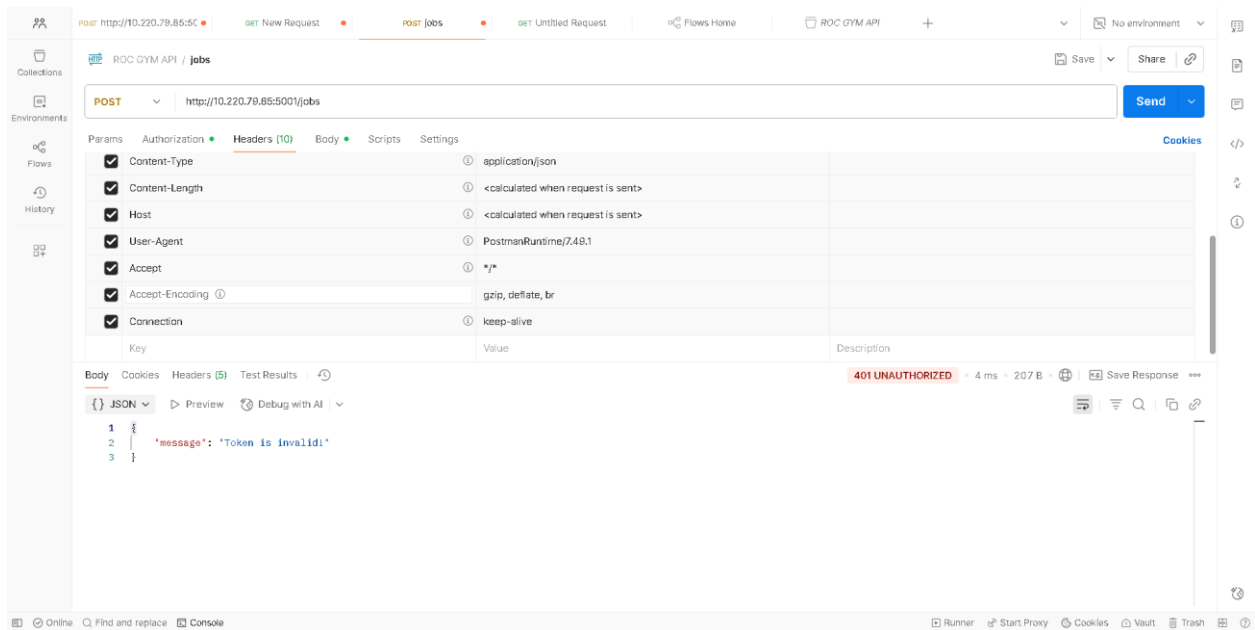 POST http://10.220.79.85:50
GET New Request
POST jobs
GET Untitled Request
Flows Home
ROC GYM API
No environment
Collections
Environments
Flows
History
HTTP ROC GYM API / jobs
Save
Share
POST
http://10.220.79.85:5001/jobs
Send
Params Authorization Headers (10) Body Scripts Settings
Cookies
Content-Type application/json
Content-Length <calculated when request is sent>
Host <calculated when request is sent>
User-Agent PostmanRuntime/7.49.1
Accept */*
Accept-Encoding gzip, deflate, br
Connection keep-alive
Key Value Description
Body Cookies Headers (5) Test Results
401 UNAUTHORIZED • 4 ms • 207 B
Save Response
{} JSON Preview Debug with AI
1 {
2 "message": "Token is invalid!"
3 }
Online Find and replace Console
Runner Start Proxy Cookies Vault Trash